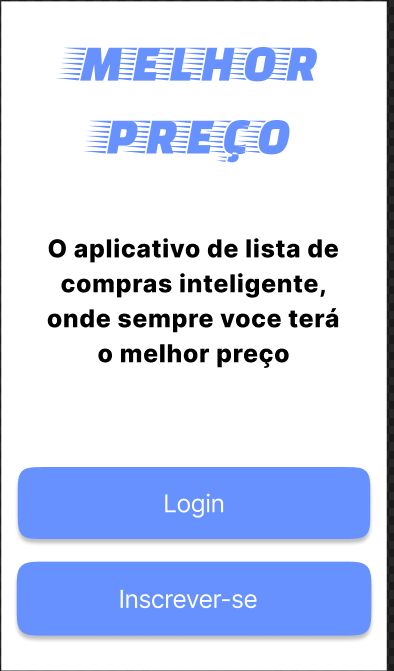 MELHOR
PREÇO
O aplicativo de lista de
compras inteligente,
onde sempre voce terá
o melhor preço
Login
Inscrever-se